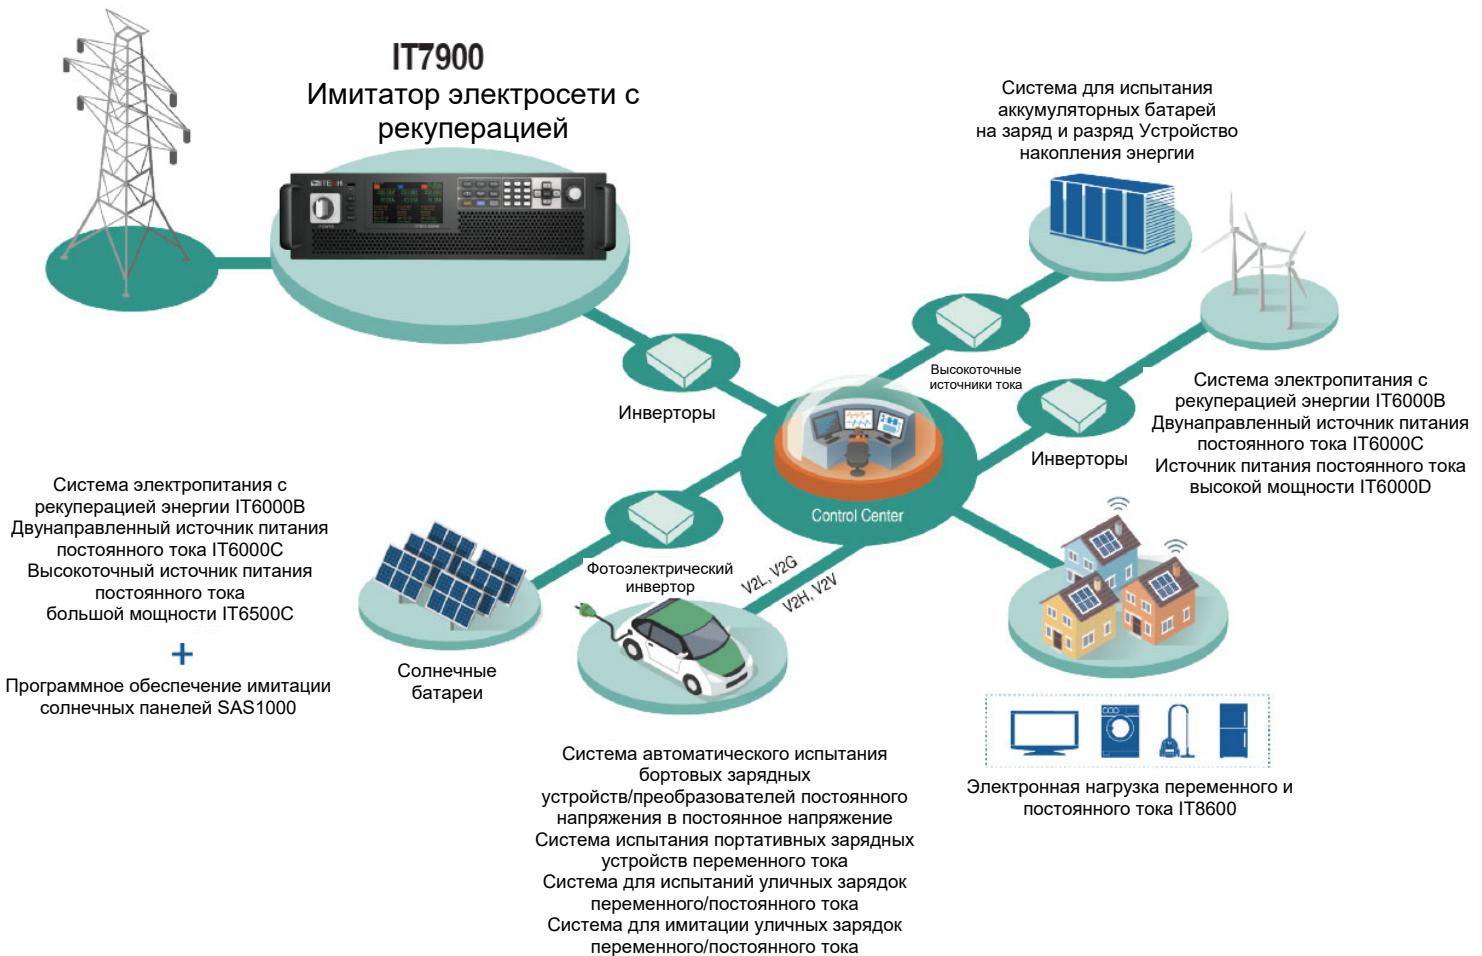 IT7900
Имитатор электросети с
рекуперацией
ITECH
Система для испытания
аккумуляторных батарей
на заряд и разряд Устройство
накопления энергии
Высокоточные
источники тока
Инверторы
Инверторы
Система электропитания с
рекуперацией энергии IT6000B
Двунаправленный источник питания
постоянного тока IT6000C
Источник питания постоянного тока
высокой мощности IT6000D
Control Center
Система электропитания с
рекуперацией энергии IT6000B
Двунаправленный источник питания
постоянного тока IT6000C
Высокоточный источник питания
постоянного тока
большой мощности IT6500C
+
Программное обеспечение имитации
солнечных панелей SAS1000
Фотоэлектрический
инвертор
V2L, V2G
V2H, V2V
Солнечные
батареи
Система автоматического испытания
бортовых зарядных
устройств/преобразователей постоянного
напряжения в постоянное напряжение
Система испытания портативных зарядных
устройств переменного тока
Система для испытаний уличных зарядок
переменного/постоянного тока
Система для имитации уличных зарядок
переменного/постоянного тока
Электронная нагрузка переменного и
постоянного тока IT8600